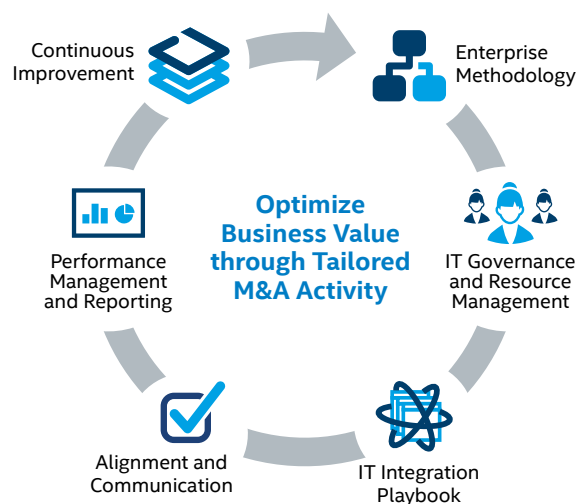 Continuous
Improvement
Enterprise
Methodology
Optimize
Business Value
through Tailored
M&A Activity
Performance
Management
and Reporting
IT Governance
and Resource
Management
Alignment and
Communication
IT Integration
Playbook